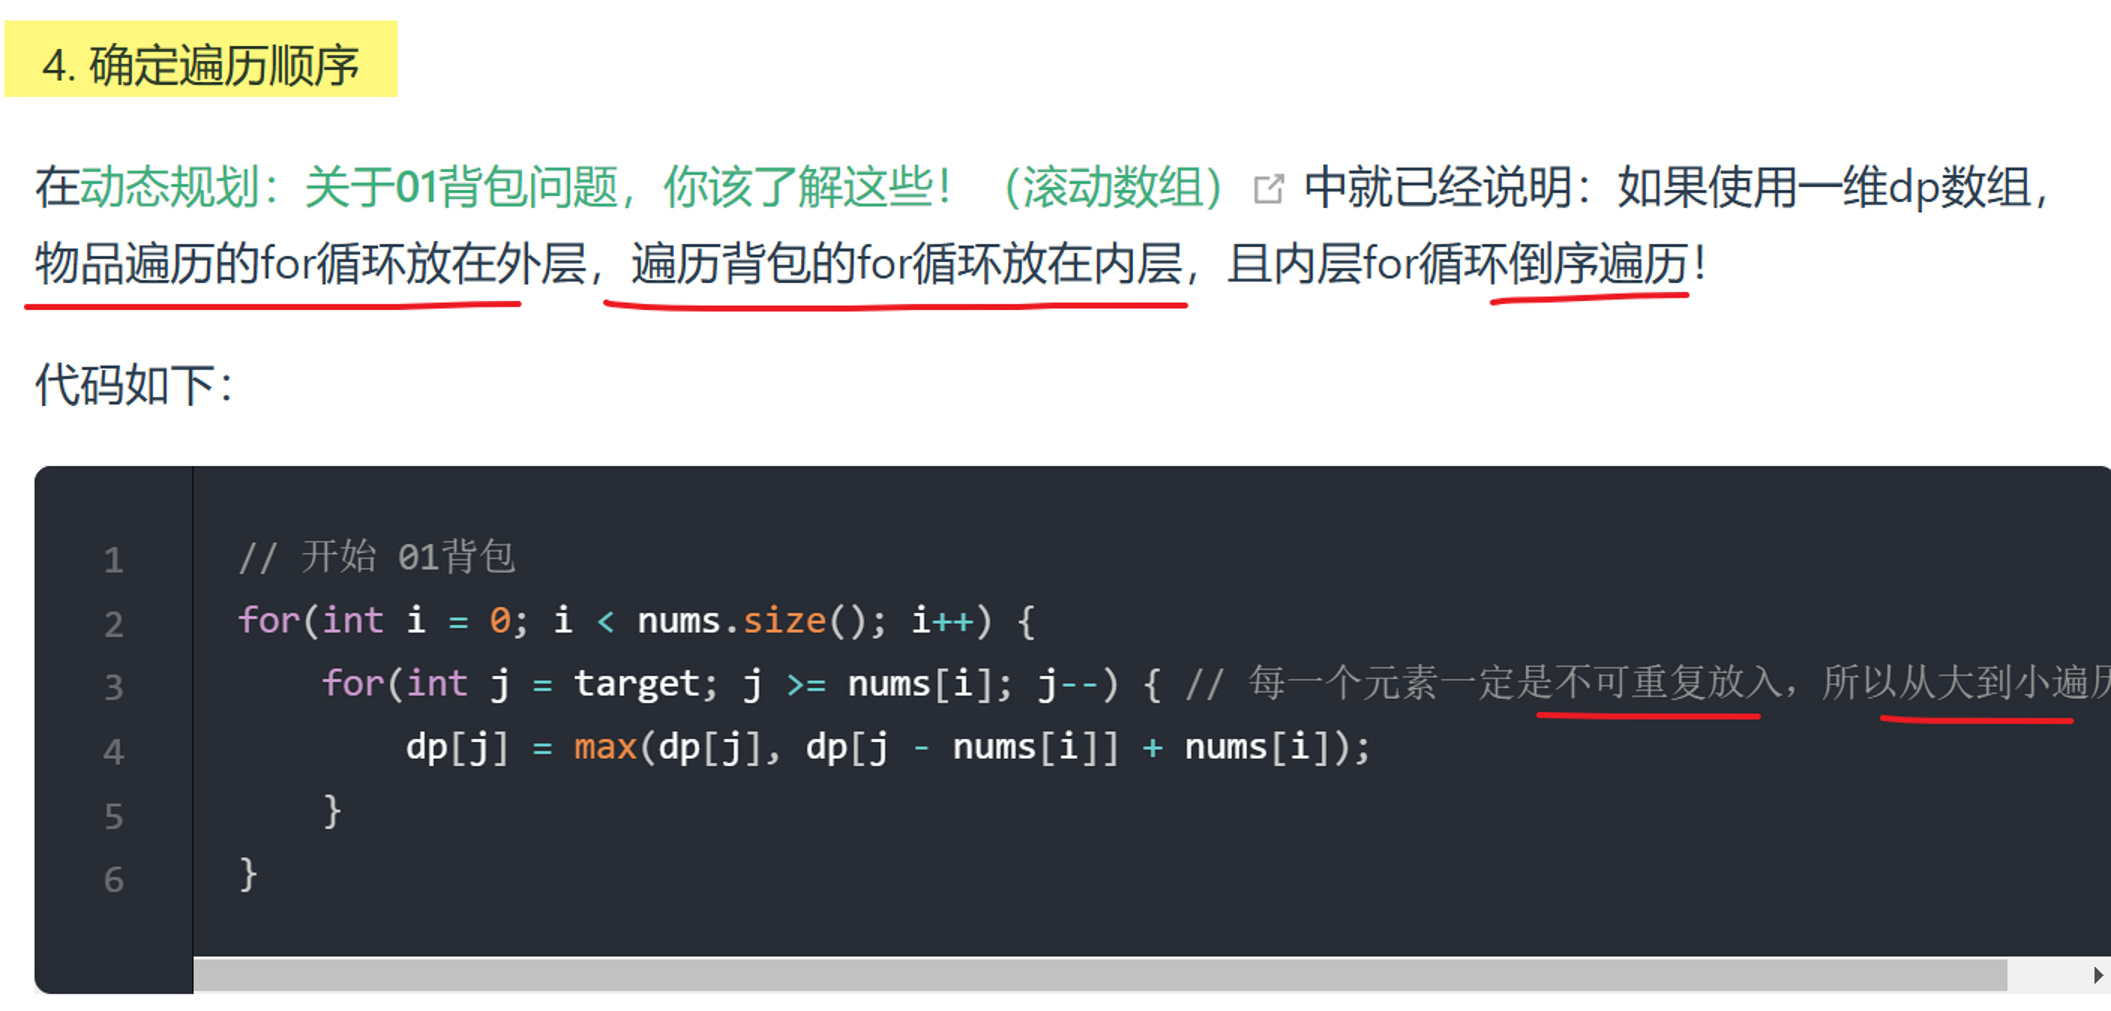 4. 确定遍历顺序
在动态规划：关于01背包问题，你该了解这些！（滚动数组） 中就已经说明：如果使用一维dp数组，
物品遍历的for循环放在外层，遍历背包的for循环放在内层，且内层for循环倒序遍历！
代码如下：
1 // 开始 01背包
2 for(int i = 0; i < nums.size(); i++) {
3 for(int j = target; j >= nums[i]; j--) { // 每一个元素一定是不可重复放入，所以从大到小遍历
4 dp[j] = max(dp[j], dp[j - nums[i]] + nums[i]);
5 }
6 }